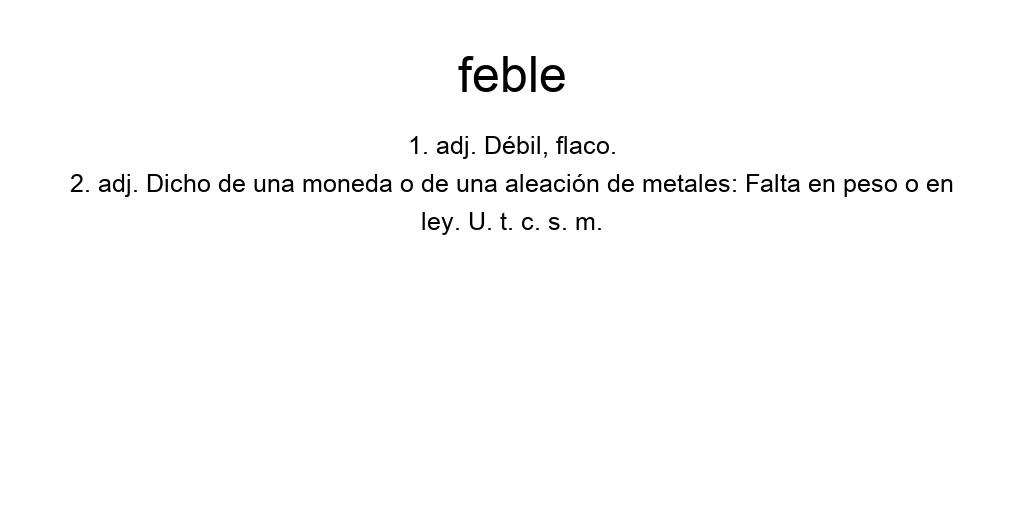 feble
1. adj. Débil, flaco.
2. adj. Dicho de una moneda o de una aleación de metales: Falta en peso o en
ley. U. t. c. s. m.